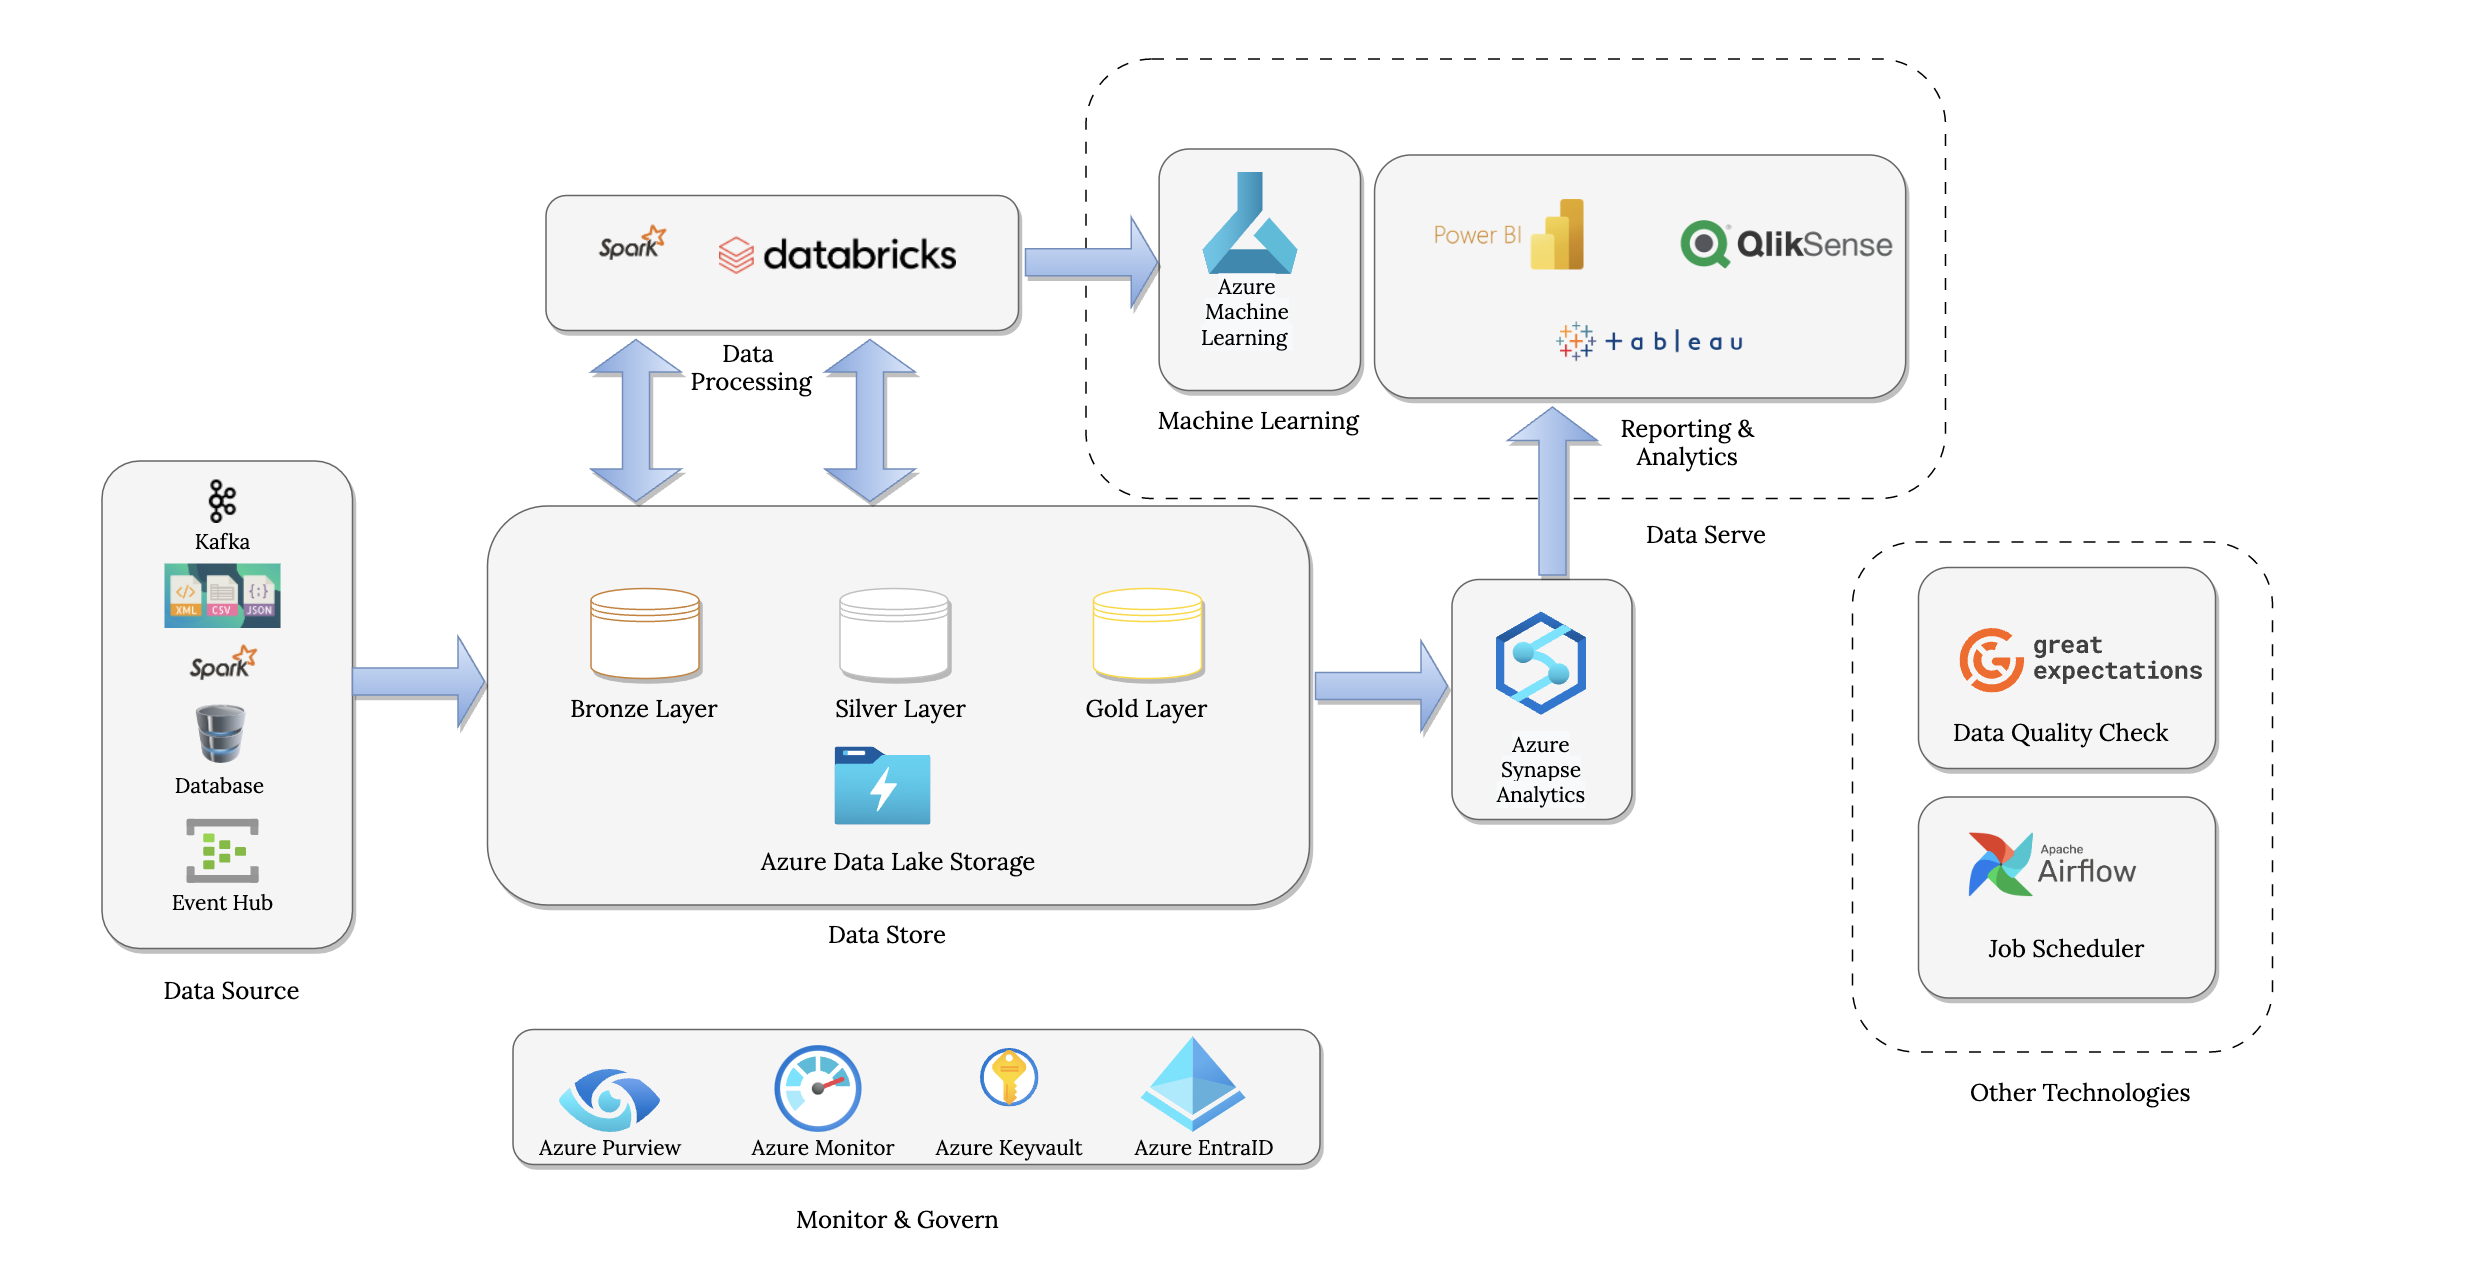 Spark
databricks
Data
Processing
Azure
Machine
Learning
Machine Learning
Power BI
QlikSense
+ableau
Reporting &
Analytics
Data Serve
Kafka
XML CSV JSON
Spark
Database
Event Hub
Data Source
Bronze Layer
Silver Layer
Gold Layer
Azure Data Lake Storage
Data Store
Azure
Synapse
Analytics
great
expectations
Data Quality Check
Apache
Airflow
Job Scheduler
Other Technologies
Azure Purview
Azure Monitor
Azure Keyvault
Azure EntraID
Monitor & Govern